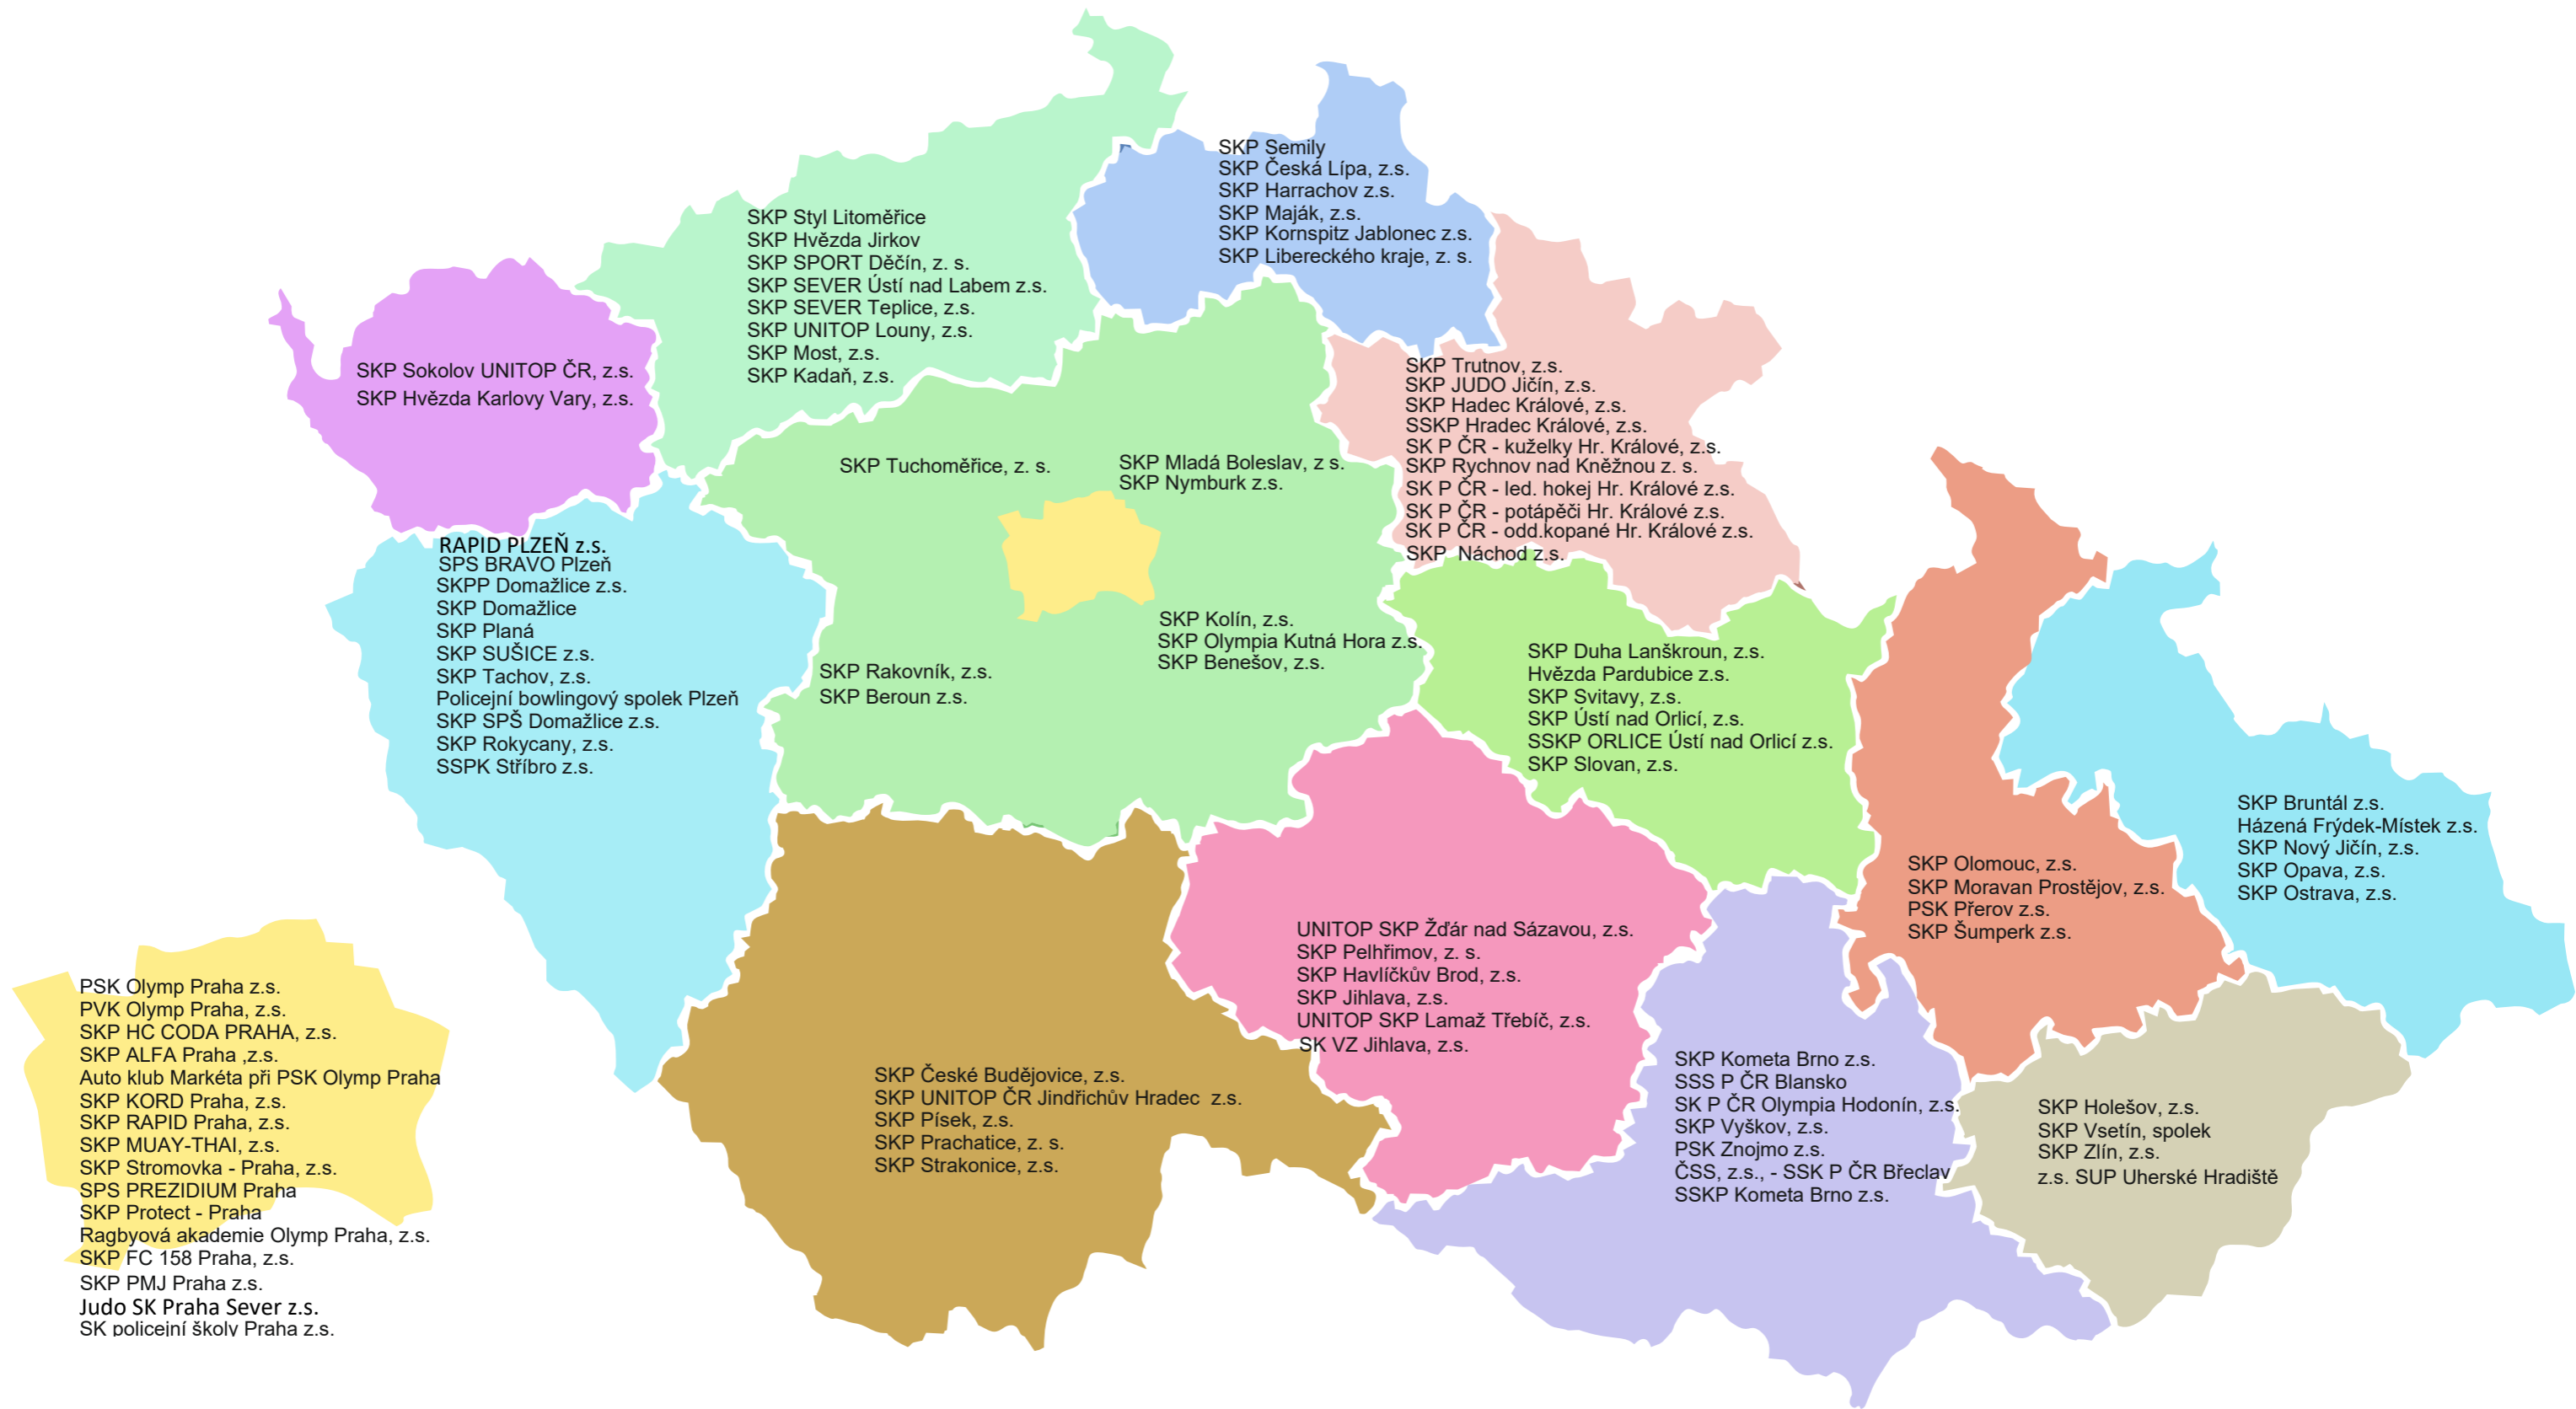 SKP Semily
SKP Česká Lípa, z.s.
SKP Harrachov z.s.
SKP Maják, z.s.
SKP Kornspitz Jablonec z.s.
SKP Libereckého kraje, z. s.
SKP Styl Litoměřice
SKP Hvězda Jirkov
SKP SPORT Děčín, z. s.
SKP SEVER Ústí nad Labem z.s.
SKP SEVER Teplice, z.s.
SKP UNITOP Louny, z.s.
SKP Most, z.s.
SKP Kadaň, z.s.
SKP Sokolov UNITOP ČR, z.s.
SKP Hvězda Karlovy Vary, z.s.
SKP Trutnov, z.s.
SKP JUDO Jičín, z.s.
SKP Hadec Králové, z.s.
SSKP Hradec Králové, z.s.
SK P ČR - kuželky Hr. Králové, z.s.
SKP Rychnov nad Kněžnou z. s.
SK P ČR - led. hokej Hr. Králové z.s.
SK P ČR - potápěči Hr. Králové z.s.
SK P ČR - odd.kopané Hr. Králové z.s.
SKP  Náchod z.s.
SKP Tuchoměřice, z. s.
SKP Mladá Boleslav, z s.
SKP Nymburk z.s.
RAPID PLZEŇ z.s.
SPS BRAVO Plzeň
SKPP Domažlice z.s.
SKP Domažlice
SKP Planá
SKP SUŠICE z.s.
SKP Tachov, z.s.
Policejní bowlingový spolek Plzeň
SKP SPŠ Domažlice z.s.
SKP Rokycany, z.s.
SSPK Stříbro z.s.
SKP Kolín, z.s.
SKP Olympia Kutná Hora z.s.
SKP Benešov, z.s.
SKP Rakovník, z.s.
SKP Beroun z.s.
SKP Duha Lanškroun, z.s.
Hvězda Pardubice z.s.
SKP Svitavy, z.s.
SKP Ústí nad Orlicí, z.s.
SSKP ORLICE Ústí nad Orlicí z.s.
SKP Slovan, z.s.
SKP Bruntál z.s.
Házená Frýdek-Místek z.s.
SKP Nový Jičín, z.s.
SKP Opava, z.s.
SKP Ostrava, z.s.
SKP Olomouc, z.s.
SKP Moravan Prostějov, z.s.
PSK Přerov z.s.
SKP Šumperk z.s.
UNITOP SKP Žďár nad Sázavou, z.s.
SKP Pelhřimov, z. s.
SKP Havlíčkův Brod, z.s.
SKP Jihlava, z.s.
UNITOP SKP Lamaž Třebíč, z.s.
SK VZ Jihlava, z.s.
PSK Olymp Praha z.s.
PVK Olymp Praha, z.s.
SKP HC CODA PRAHA, z.s.
SKP ALFA Praha ,z.s.
Auto klub Markéta při PSK Olymp Praha
SKP KORD Praha, z.s.
SKP RAPID Praha, z.s.
SKP MUAY-THAI, z.s.
SKP Stromovka - Praha, z.s.
SPS PREZIDIUM Praha
SKP Protect - Praha
Ragbyová akademie Olymp Praha, z.s.
SKP FC 158 Praha, z.s.
SKP PMJ Praha z.s.
Judo SK Praha Sever z.s.
SK policejní školy Praha z.s.
SKP České Budějovice, z.s.
SKP UNITOP ČR Jindřichův Hradec  z.s.
SKP Písek, z.s.
SKP Prachatice, z. s.
SKP Strakonice, z.s.
SKP Kometa Brno z.s.
SSS P ČR Blansko
SK P ČR Olympia Hodonín, z.s.
SKP Vyškov, z.s.
PSK Znojmo z.s.
ČSS, z.s., - SSK P ČR Břeclav
SSKP Kometa Brno z.s.
SKP Holešov, z.s.
SKP Vsetín, spolek
SKP Zlín, z.s.
z.s. SUP Uherské Hradiště